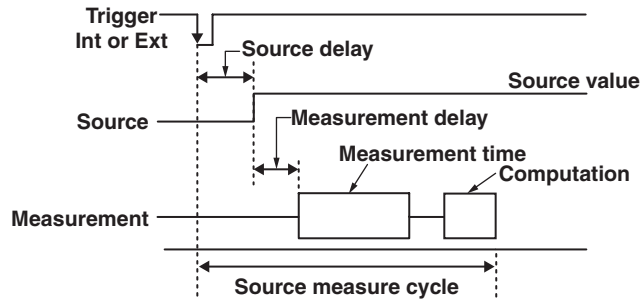 Trigger
Int or Ext
Source delay
Source value
Source
Measurement delay
Measurement time
Computation
Measurement
Source measure cycle